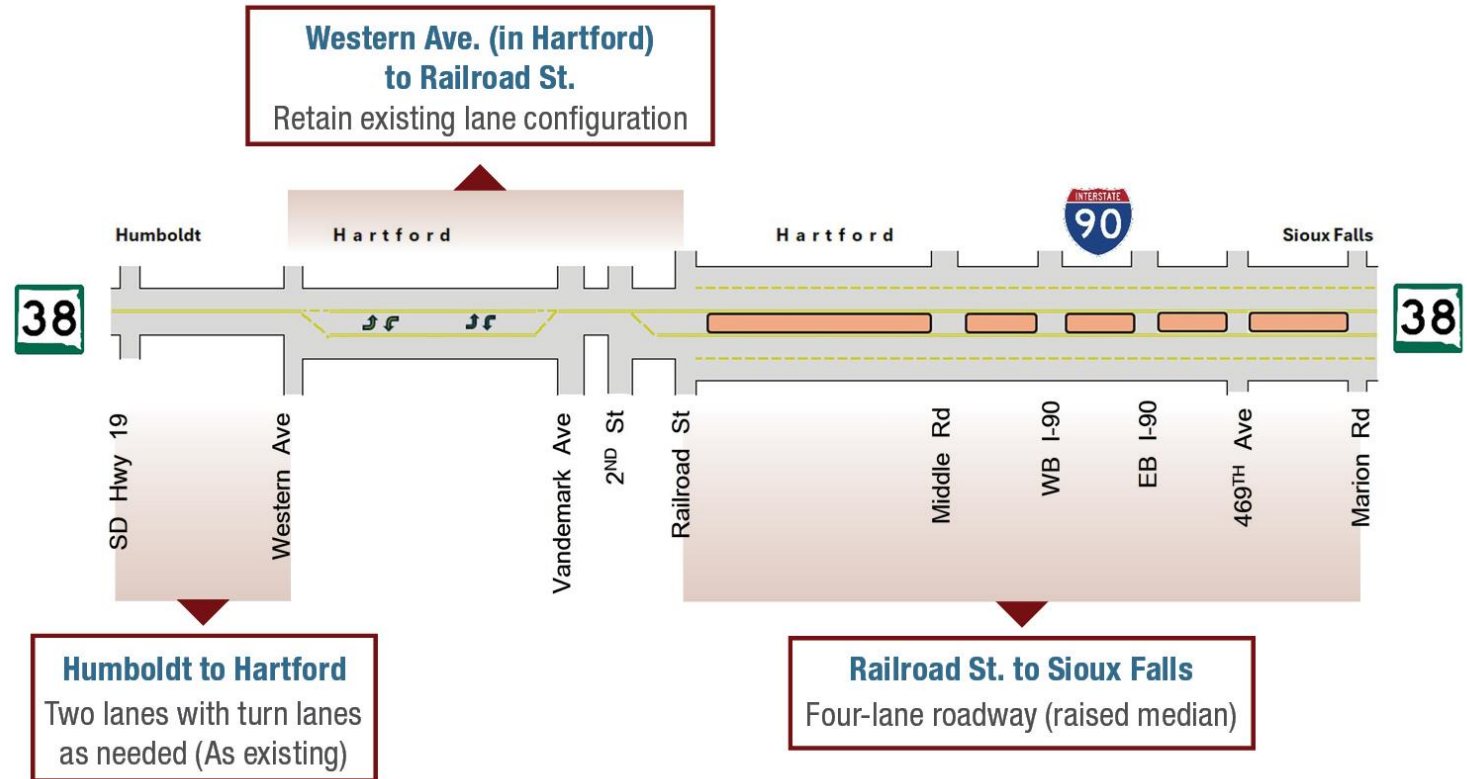 Western Ave. (in Hartford)
to Railroad St.
Retain existing lane configuration
Humboldt
Hartford
Hartford
INTERSTATE
90
Sioux Falls
38
38
SD Hwy 19
Western Ave
Vandemark Ave
2ND St
Railroad St
Middle Rd
WB I-90
EB I-90
469TH Ave
Marion Rd
Humboldt to Hartford
Two lanes with turn lanes
as needed (As existing)
Railroad St. to Sioux Falls
Four-lane roadway (raised median)